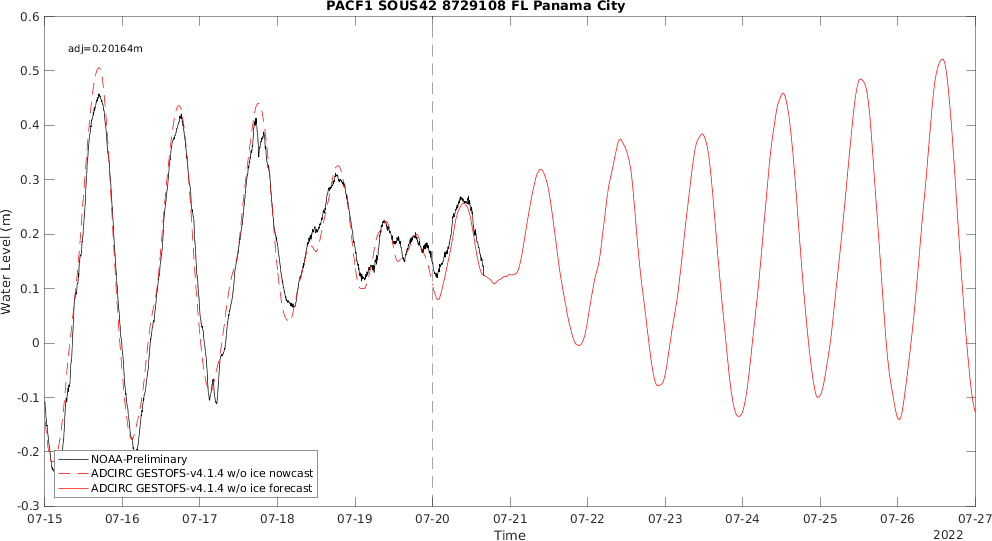 PACF1 SOUS42 8729108 FL Panama City
adj=0.20164m
0.6
0.5
0.4
0.3
0.2
0.1
0
-0.1
-0.2
-0.3
Water Level (m)
NOAA-Preliminary
ADCIRC GESTOFS-v4.1.4 w/o ice nowcast
ADCIRC GESTOFS-v4.1.4 w/o ice forecast
07-15 07-16 07-17 07-18 07-19 07-20 07-21 07-22 07-23 07-24 07-25 07-26 07-27
Time
2022